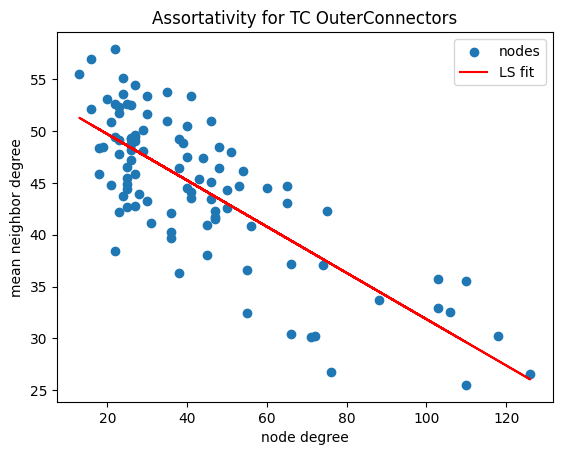 Assortativity for TC OuterConnectors
nodes
LS fit
55
50
45
40
35
30
25
mean neighbor degree
20
40
60
80
100
120
node degree